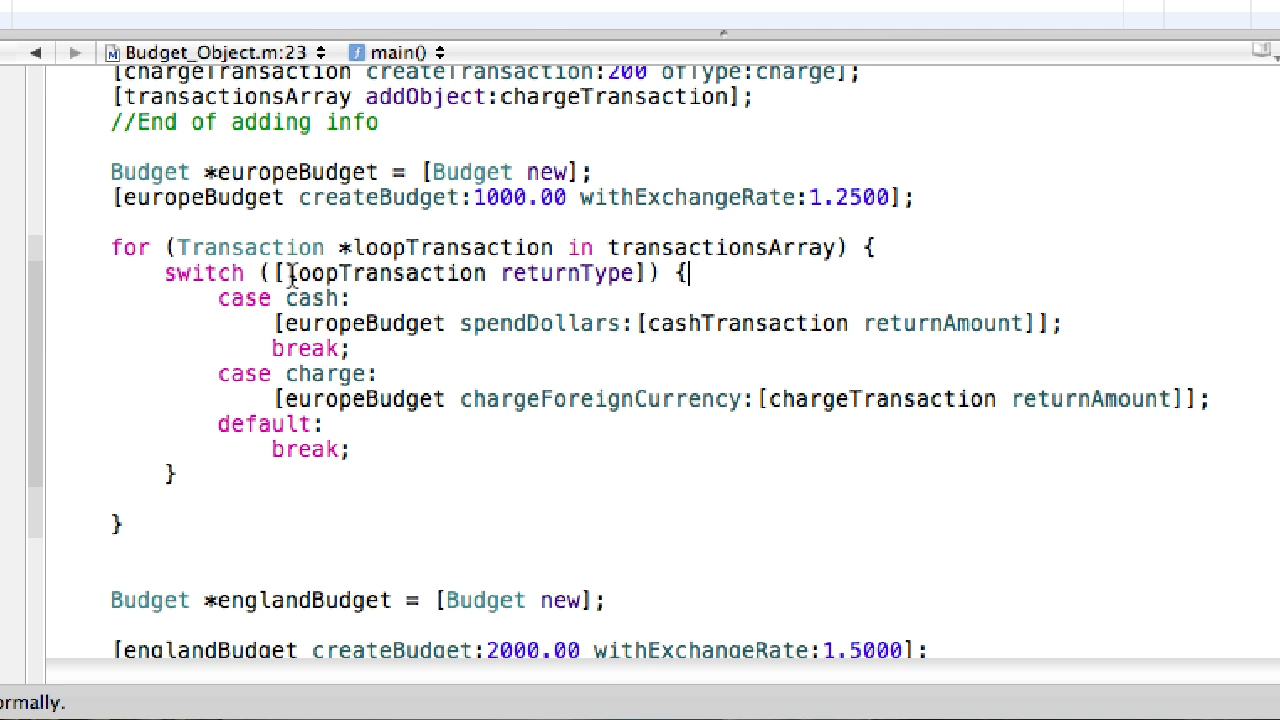 Budget_Object.m:23 main()
[chargeTransaction createTransaction:200 ofType:charge];
[transactionsArray addObject:chargeTransaction];
//End of adding info
Budget *europeBudget = [Budget new];
[europeBudget createBudget:1000.00 withExchangeRate:1.2500];
for (Transaction *loopTransaction in transactionsArray) {
switch ([loopTransaction returnType]) {
case cash:
[europeBudget spendDollars:[cashTransaction returnAmount]];
break;
case charge:
[europeBudget chargeForeignCurrency:[chargeTransaction returnAmount]];
default:
break;
}
}
Budget *englandBudget = [Budget new];
[englandBudget createBudget:2000.00 withExchangeRate:1.5000];
ormally.